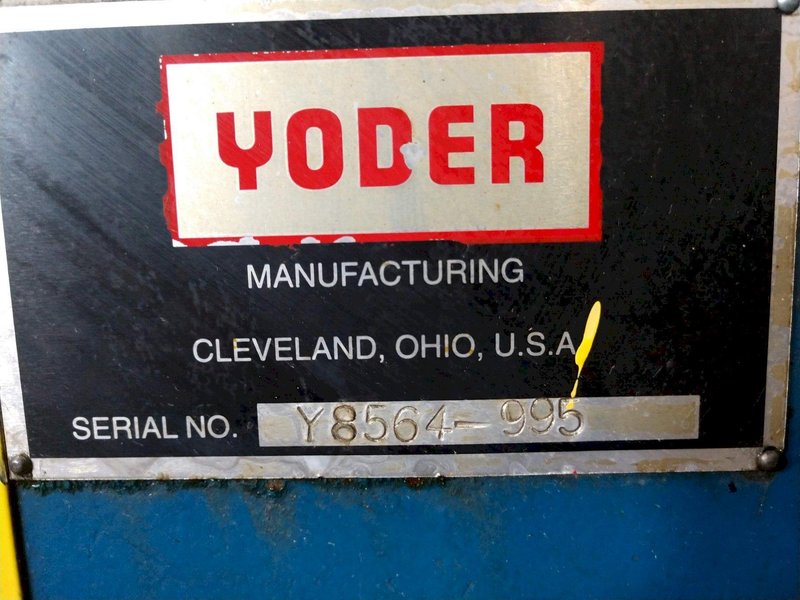 YODER
MANUFACTURING
CLEVELAND, OHIO, U.S.A
SERIAL NO. Y8564-995